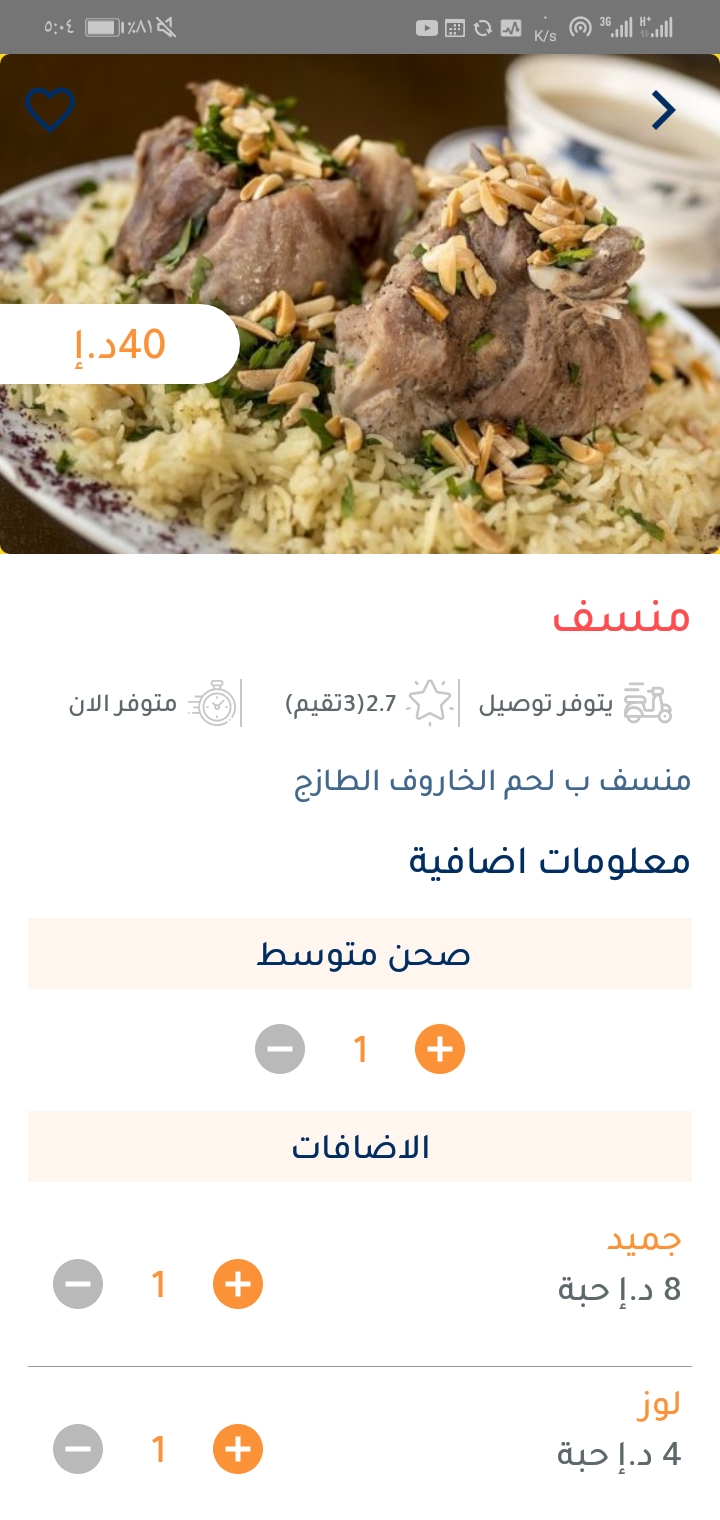 ٥:٠٤ ٪٨١ K/s 3G H+
40د.إ
منسف
يتوفر توصيل
2.7(3تقيم)
متوفر الان
منسف ب لحم الخاروف الطازج
معلومات اضافية
صحن متوسط
1
الاضافات
جميد
8 د.إ حبة
1
لوز
4 د.إ حبة
1